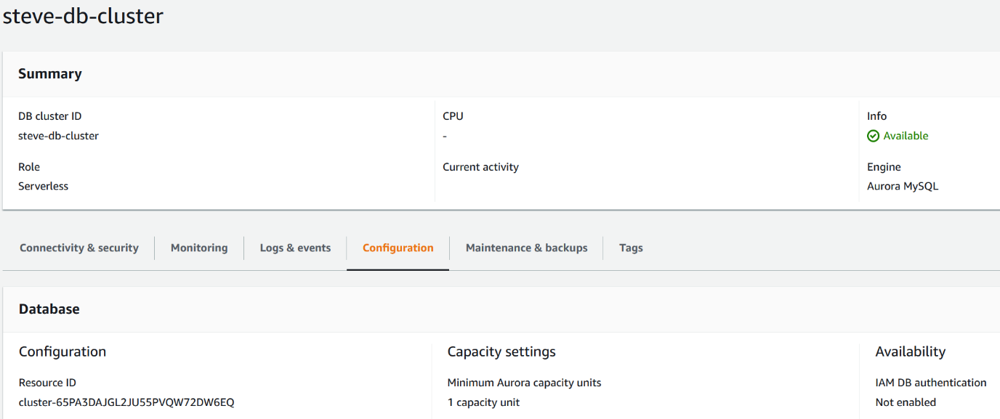 steve-db-cluster
Summary
DB cluster ID
steve-db-cluster
Role
Serverless
CPU
-
Current activity
Info
Available
Engine
Aurora MySQL
Connectivity & security
Monitoring
Logs & events
Configuration
Maintenance & backups
Tags
Database
Configuration
Resource ID
cluster-65PA3DAJGL2JU55PVQW72DW6EQ
Capacity settings
Minimum Aurora capacity units
1 capacity unit
Availability
IAM DB authentication
Not enabled